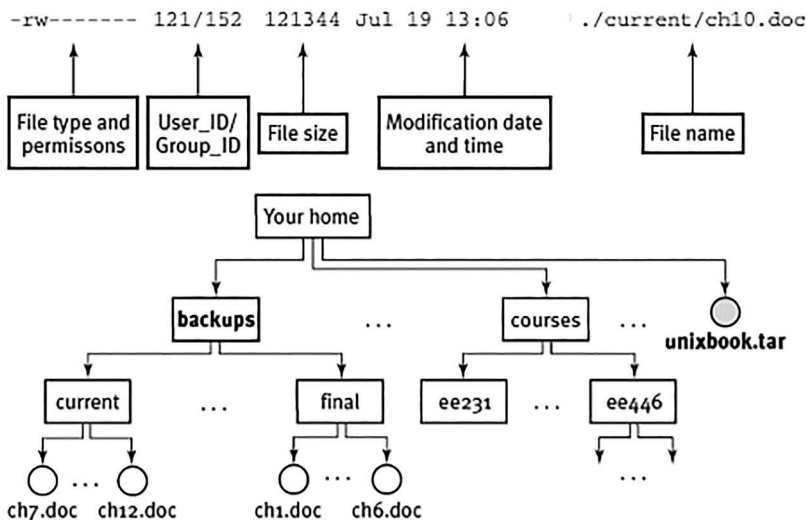 -rw------- 121/152 121344 Jul 19 13:06 ./current/ch10.doc
File type and
permissons
User_ID/
Group_ID
File size
Modification date
and time
File name
Your home
backups
...
courses
...
unixbook.tar
current
...
final
ee231
...
ee446
...
...
...
ch7.doc
ch12.doc
ch1.doc
ch6.doc